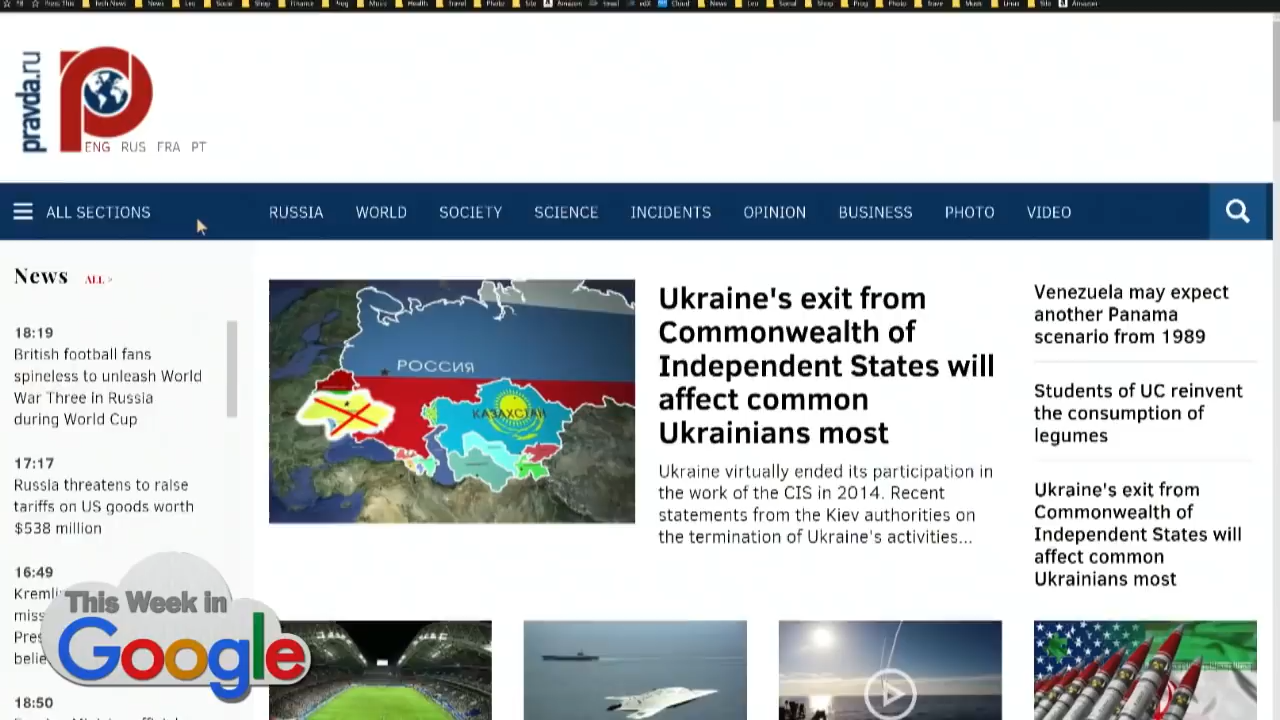 pravda.ru
ENG RUS FRA PT
ALL SECTIONS
RUSSIA
WORLD
SOCIETY
SCIENCE
INCIDENTS
OPINION
BUSINESS
PHOTO
VIDEO
News ALL >
18:19
British football fans
spineless to unleash World
War Three in Russia
during World Cup
17:17
Russia threatens to raise
tariffs on US goods worth
$538 million
16:49
18:50
РОССИЯ
КАЗАХСТАН
Ukraine's exit from
Commonwealth of
Independent States will
affect common
Ukrainians most
Ukraine virtually ended its participation in
the work of the CIS in 2014. Recent
statements from the Kiev authorities on
the termination of Ukraine's activities...
Venezuela may expect
another Panama
scenario from 1989
Students of UC reinvent
the consumption of
legumes
Ukraine's exit from
Commonwealth of
Independent States will
affect common
Ukrainians most
This Week in
Google